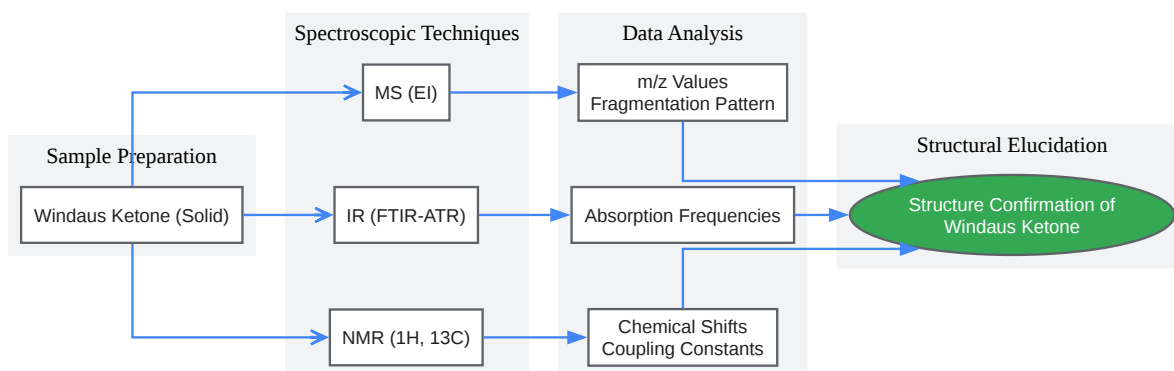 Spectroscopic Techniques
Data Analysis
MS (EI)
m/z Values
Fragmentation Pattern
Sample Preparation
Structural Elucidation
Windaus Ketone (Solid)
IR (FTIR-ATR)
Absorption Frequencies
Structure Confirmation of
Windaus Ketone
NMR (1H, 13C)
Chemical Shifts
Coupling Constants